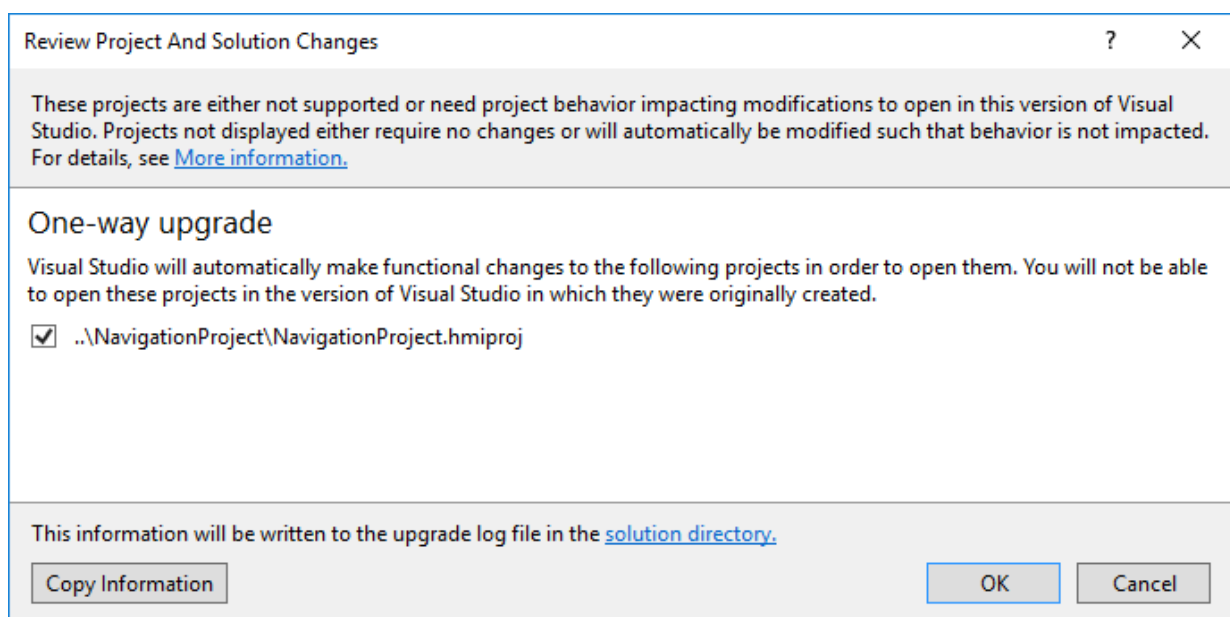 Review Project And Solution Changes
?
These projects are either not supported or need project behavior impacting modifications to open in this version of Visual
Studio. Projects not displayed either require no changes or will automatically be modified such that behavior is not impacted.
For details, see More information.
One-way upgrade
Visual Studio will automatically make functional changes to the following projects in order to open them. You will not be able
to open these projects in the version of Visual Studio in which they were originally created.
..\NavigationProject\NavigationProject.hmiproj
This information will be written to the upgrade log file in the solution directory.
Copy Information
OK
Cancel